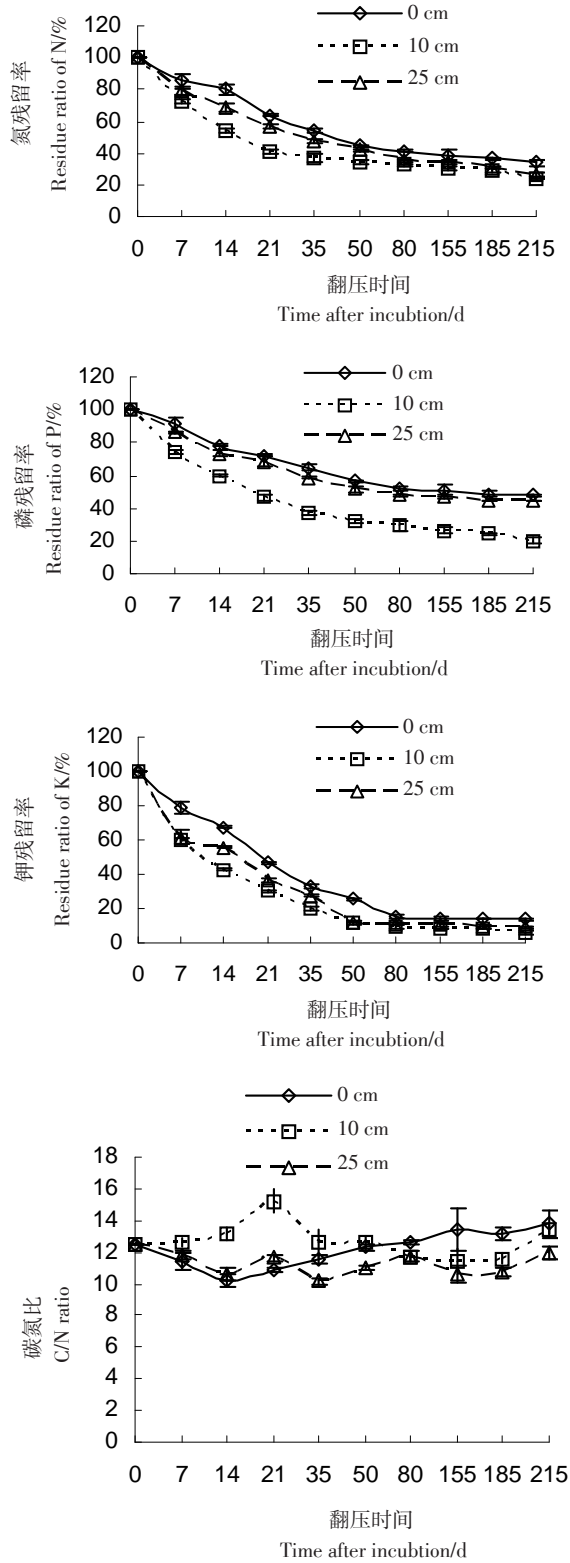 0 cm
10 cm
25 cm
氮残留率
Residue ratio of N/%
120
100
80
60
40
20
0
0 7 14 21 35 50 80 155 185 215
翻压时间
Time after incubtion/d
0 cm
10 cm
25 cm
磷残留率
Residue ratio of P/%
120
100
80
60
40
20
0
0 7 14 21 35 50 80 155 185 215
翻压时间
Time after incubtion/d
0 cm
10 cm
25 cm
钾残留率
Residue ratio of K/%
120
100
80
60
40
20
0
0 7 14 21 35 50 80 155 185 215
翻压时间
Time after incubtion/d
0 cm
10 cm
25 cm
碳氮比
C/N ratio
18
16
14
12
10
8
6
4
2
0
0 7 14 21 35 50 80 155 185 215
翻压时间
Time after incubtion/d